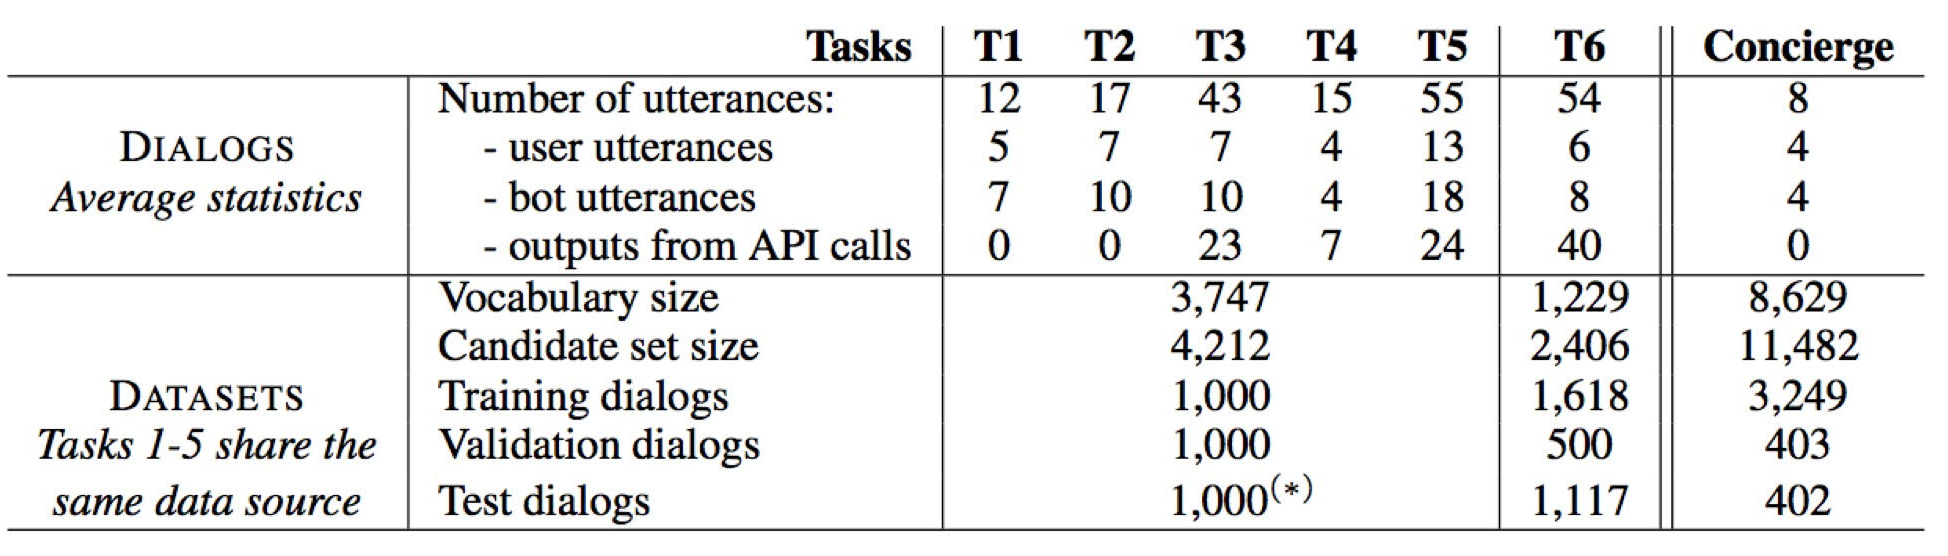 Tasks T1 T2 T3 T4 T5 T6 Concierge
Number of utterances: 12 17 43 15 55 54 8
DIALOGS - user utterances 5 7 7 4 13 6 4
Average statistics - bot utterances 7 10 10 4 18 8 4
- outputs from API calls 0 0 23 7 24 40 0
Vocabulary size 3,747 1,229 8,629
Candidate set size 4,212 2,406 11,482
DATASETS Training dialogs 1,000 1,618 3,249
Tasks 1-5 share the Validation dialogs 1,000 500 403
same data source Test dialogs 1,000(*) 1,117 402